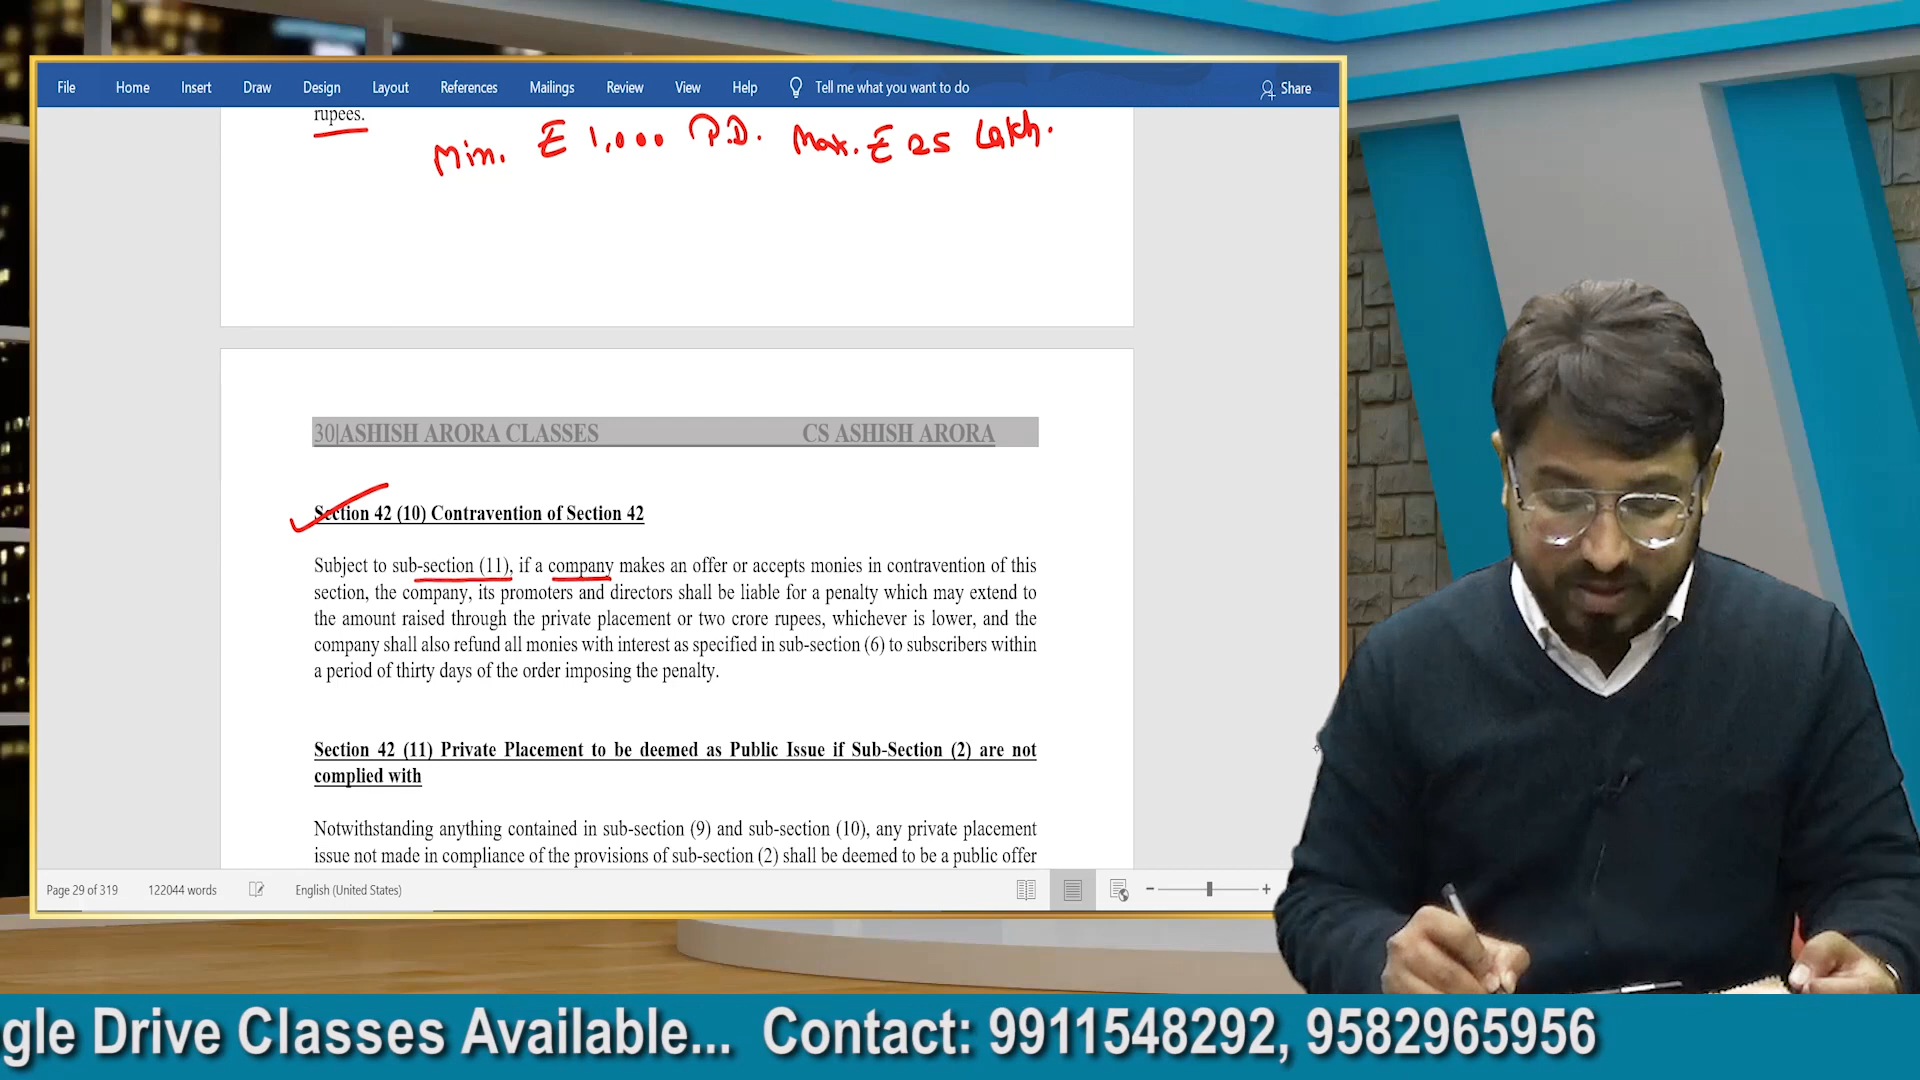 File Home Insert Draw Design Layout References Mailings Review View Help Tell me what you want to do Share
rupees.
Min. ₹ 1,000 P.D. Max. ₹ 25 Lakh.
30|ASHISH ARORA CLASSES CS ASHISH ARORA
Section 42 (10) Contravention of Section 42
Subject to sub-section (11), if a company makes an offer or accepts monies in contravention of this
section, the company, its promoters and directors shall be liable for a penalty which may extend to
the amount raised through the private placement or two crore rupees, whichever is lower, and the
company shall also refund all monies with interest as specified in sub-section (6) to subscribers within
a period of thirty days of the order imposing the penalty.
Section 42 (11) Private Placement to be deemed as Public Issue if Sub-Section (2) are not
complied with
Notwithstanding anything contained in sub-section (9) and sub-section (10), any private placement
issue not made in compliance of the provisions of sub-section (2) shall be deemed to be a public offer
Page 29 of 319 122044 words English (United States)
gle Drive Classes Available... Contact: 9911548292, 9582965956